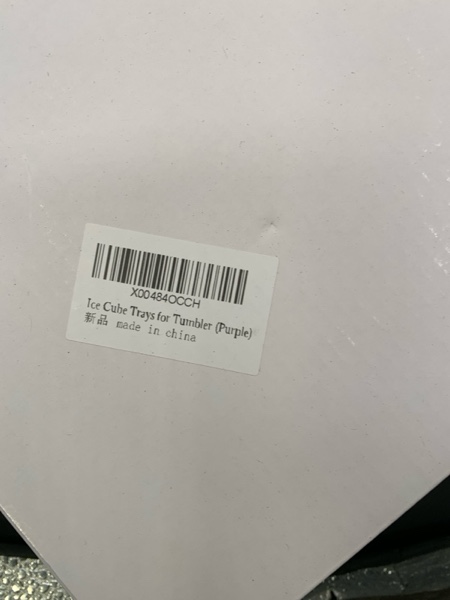 X00484OCCH
Ice Cube Trays for Tumbler (Purple)
新品 made in china